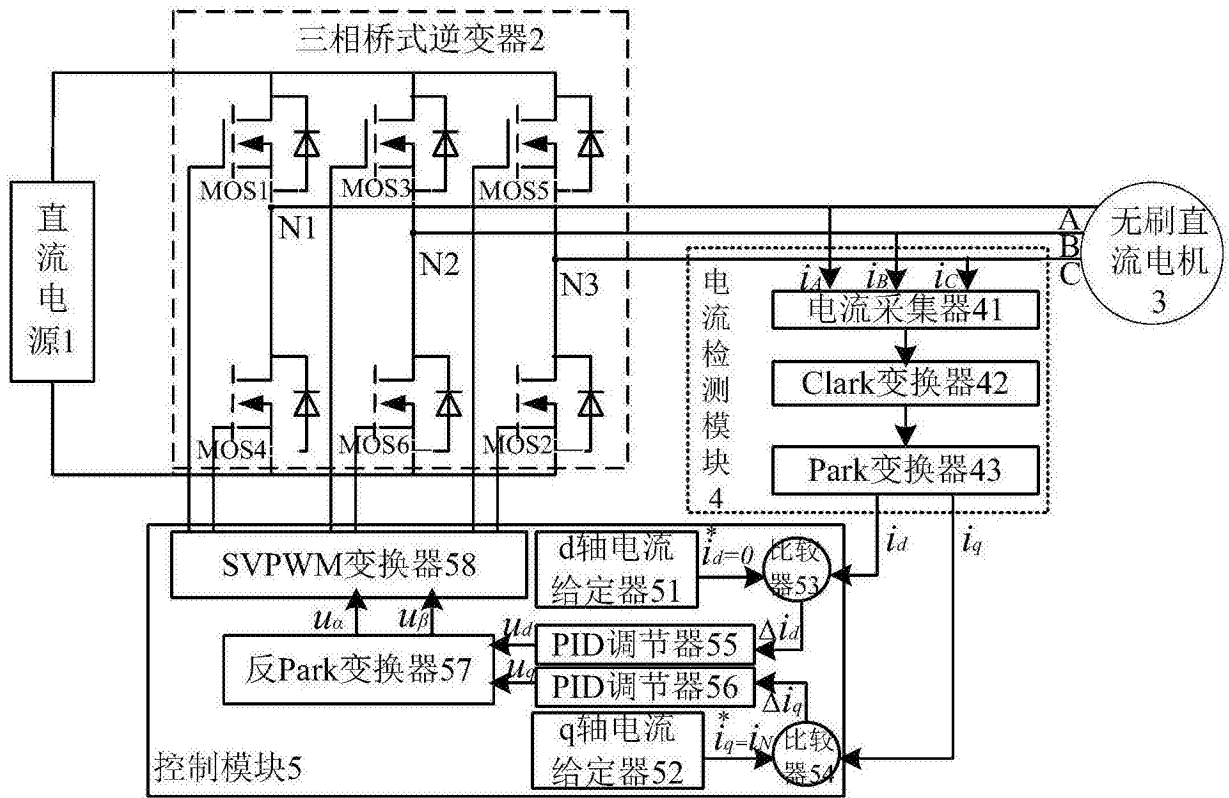 三相桥式逆变器2
直流电源1
MOS1
MOS3
MOS5
N1
N2
N3
A
B
C
无刷直流电机3
MOS4
MOS6
MOS2
电流检测模块4
iA
iB
iC
电流采集器41
Clark变换器42
Park变换器43
id
iq
SVPWM变换器58
d轴电流给定器51
i*d=0
比较器53
uα
uβ
Δid
ud
PID调节器55
反Park变换器57
uq
PID调节器56
Δiq
q轴电流给定器52
i*q=iN
比较器54
控制模块5